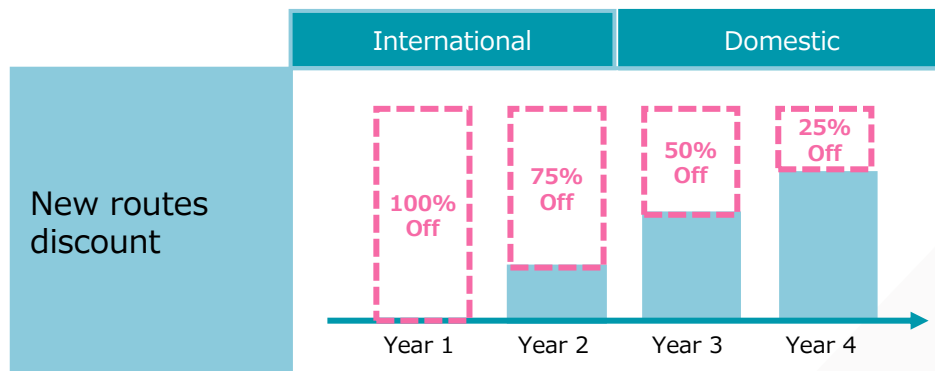 International
Domestic
New routes
discount
100%
Off
75%
Off
50%
Off
25%
Off
Year 1
Year 2
Year 3
Year 4